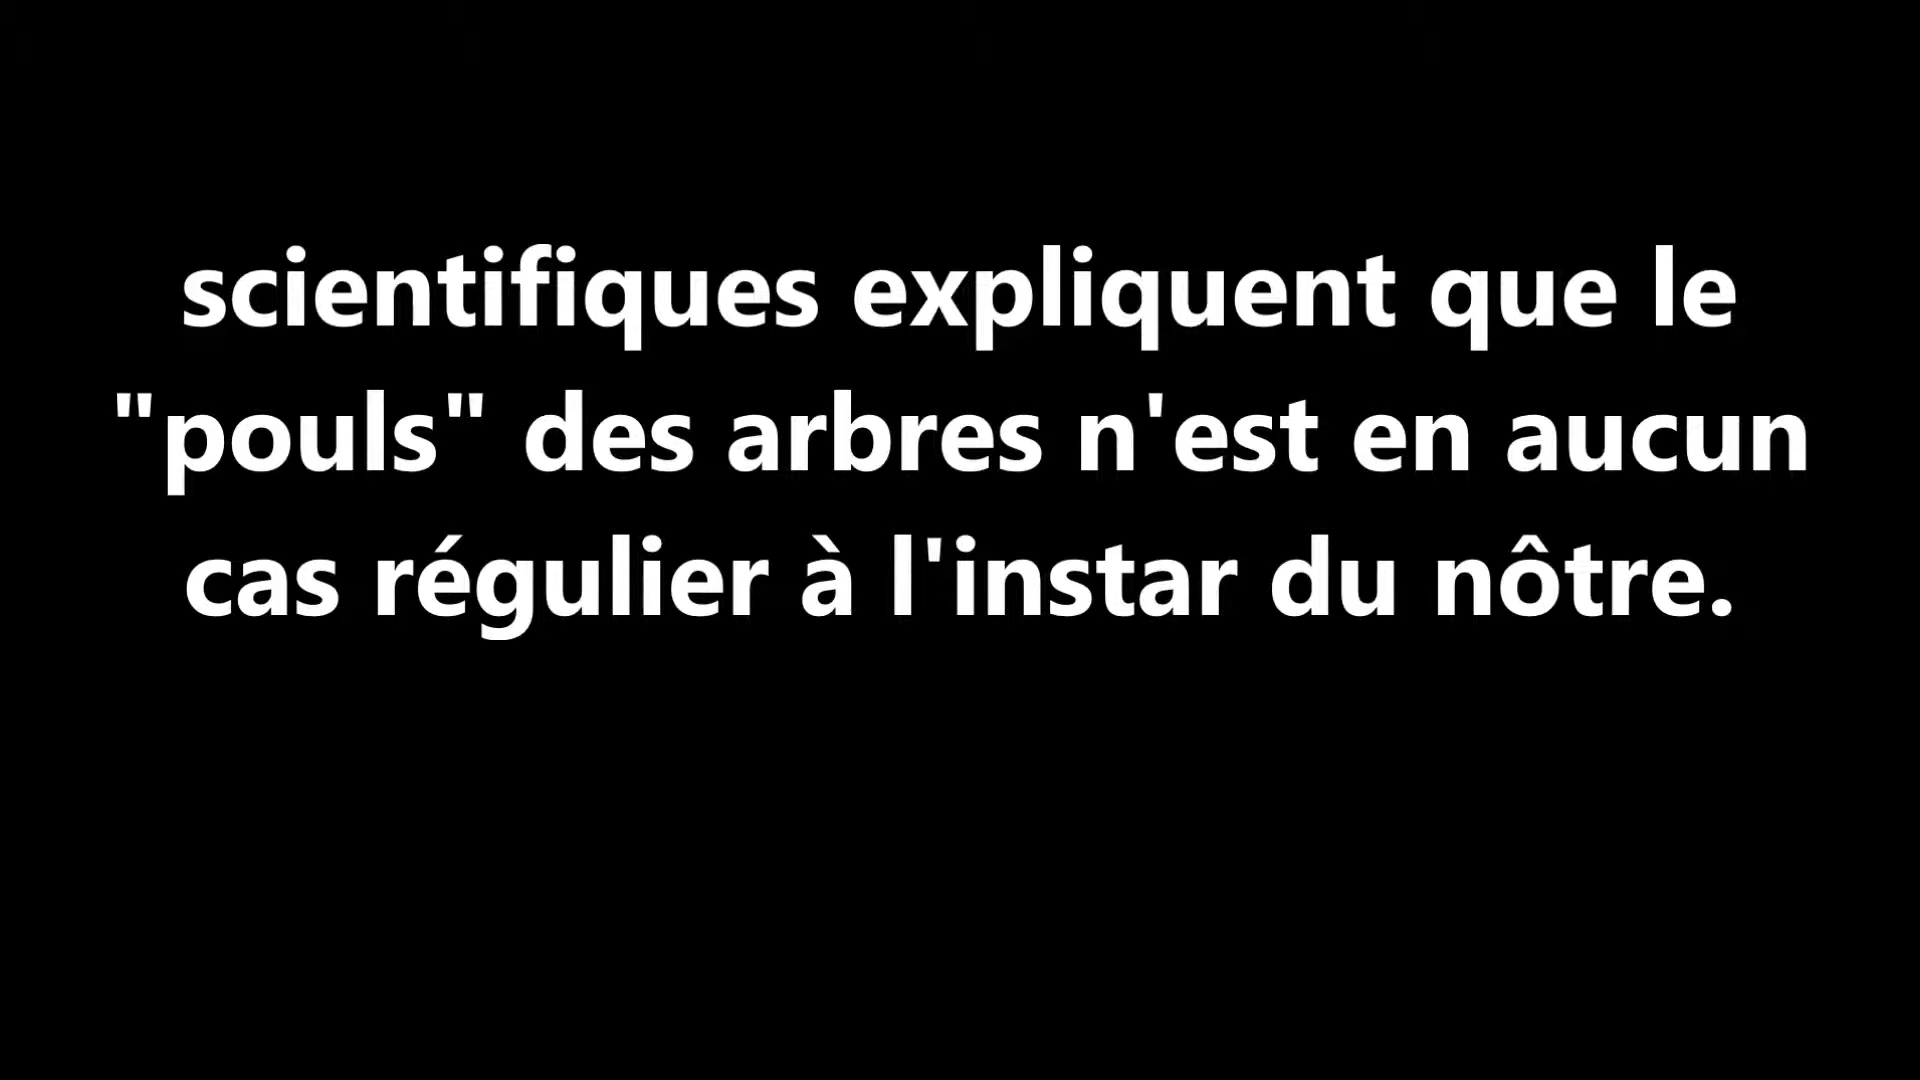 scientifiques expliquent que le
"pouls" des arbres n'est en aucun
cas régulier à l'instar du nôtre.